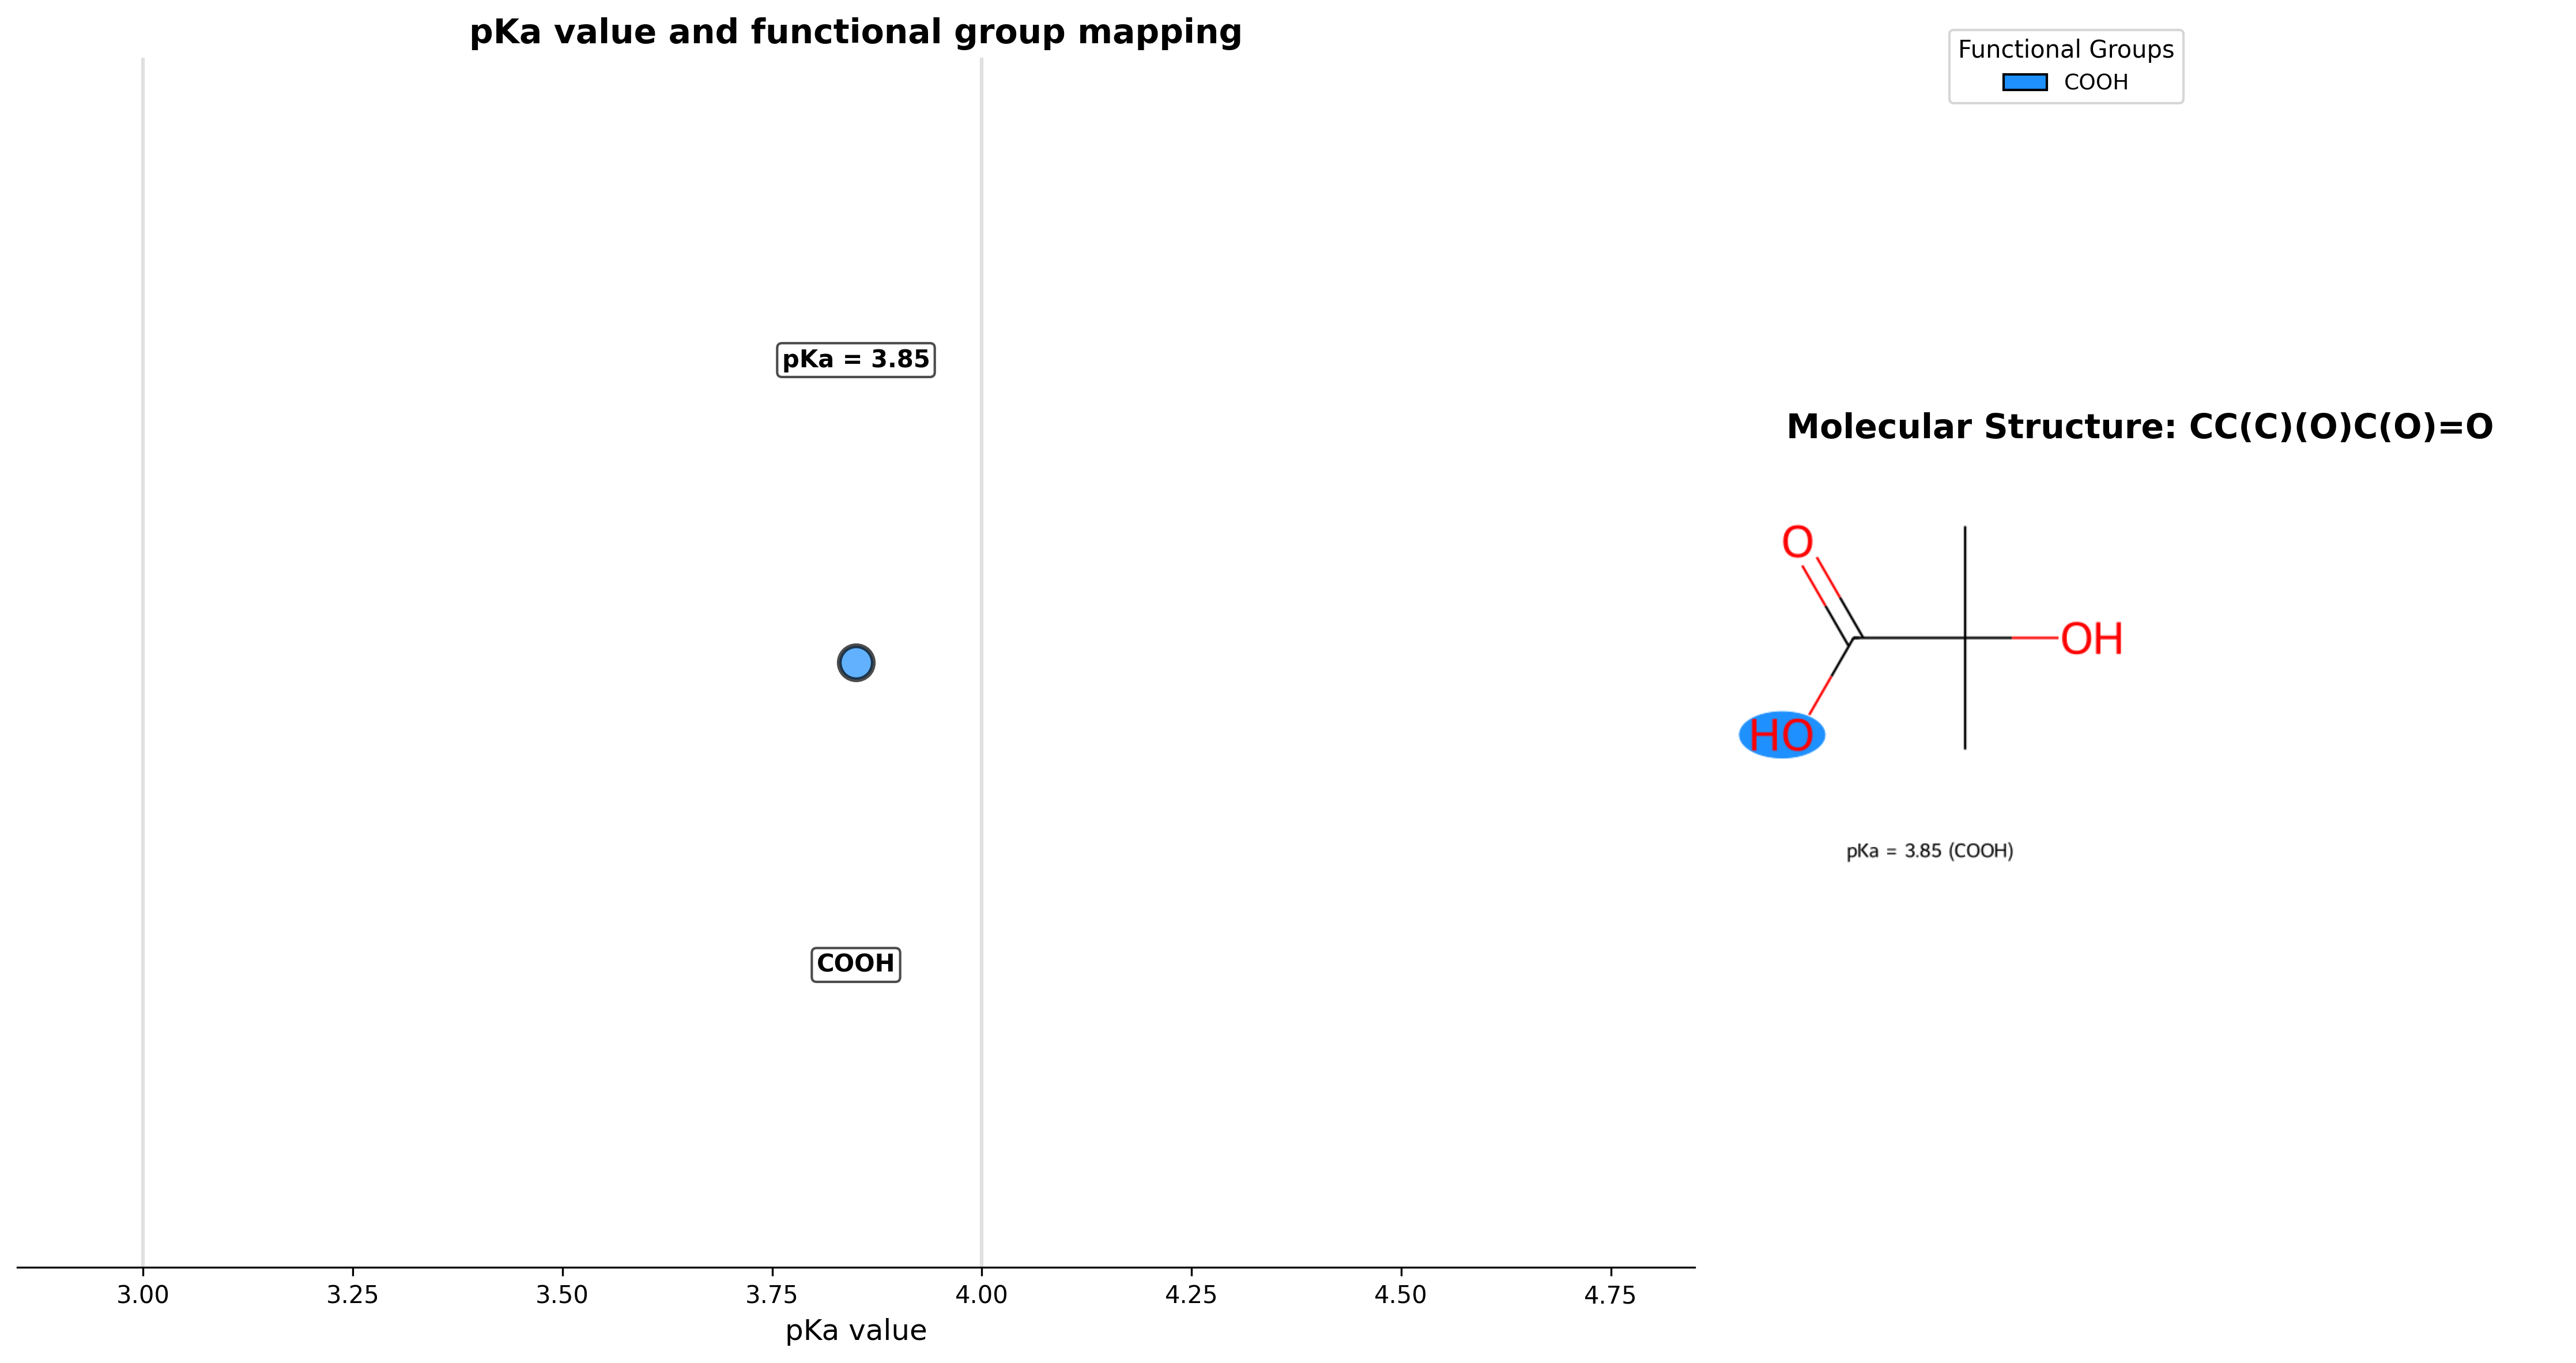 pKa value and functional group mapping
Functional Groups
COOH
pKa = 3.85
Molecular Structure: CC(C)(O)C(O)=O
O
OH
HO
pKa = 3.85 (COOH)
COOH
3.00 3.25 3.50 3.75 4.00 4.25 4.50 4.75
pKa value